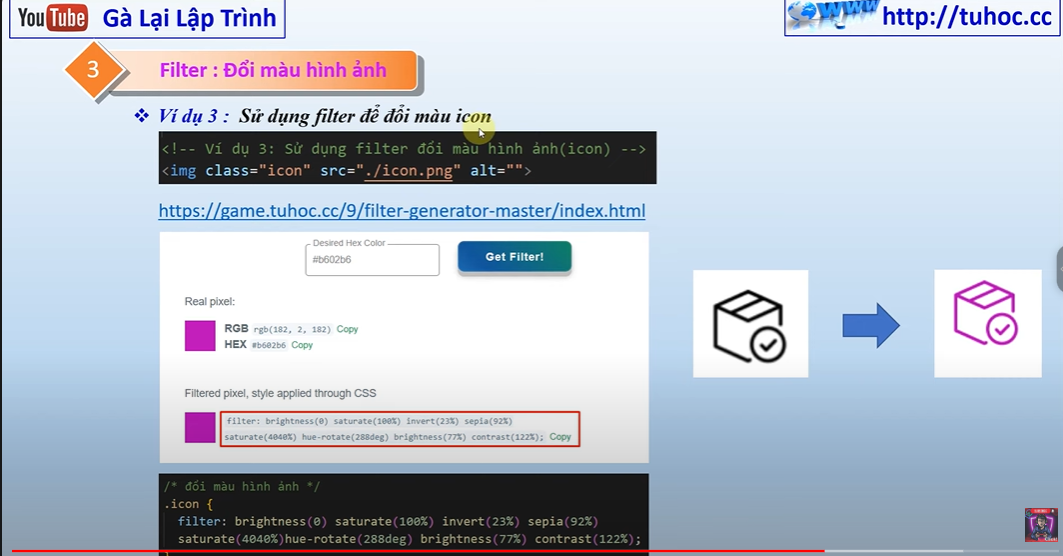 YouTube Gà Lại Lập Trình
www http://tuhoc.cc
3 Filter : Đổi màu hình ảnh
❖ Ví dụ 3 : Sử dụng filter để đổi màu icon
<!-- Ví dụ 3: Sử dụng filter đổi màu hình ảnh(icon) -->
<img class="icon" src="./icon.png" alt="">
https://game.tuhoc.cc/9/filter-generator-master/index.html
Desired Hex Color
#b602b6
Get Filter!
Real pixel:
RGB rgb(182, 2, 182) Copy
HEX #b602b6 Copy
Filtered pixel, style applied through CSS
filter: brightness(0) saturate(100%) invert(23%) sepia(92%)
saturate(4040%) hue-rotate(288deg) brightness(77%) contrast(122%); Copy
/* đổi màu hình ảnh */
.icon {
filter: brightness(0) saturate(100%) invert(23%) sepia(92%)
saturate(4040%)hue-rotate(288deg) brightness(77%) contrast(122%);